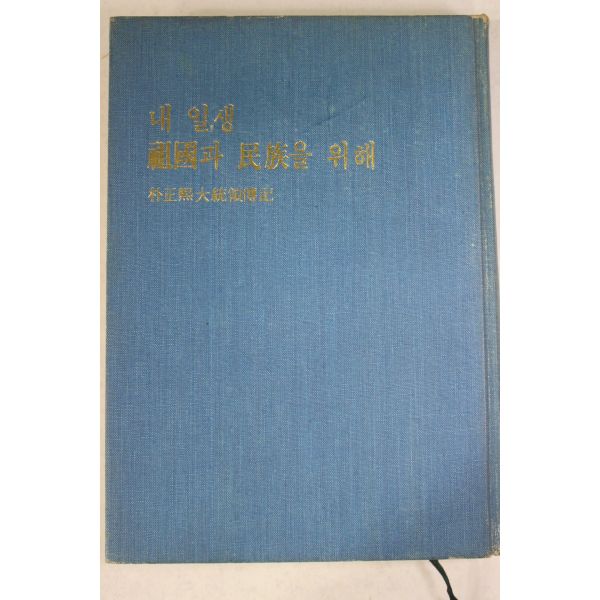 내 일생
祖國과 民族을 위해
朴正熙大統領傳記